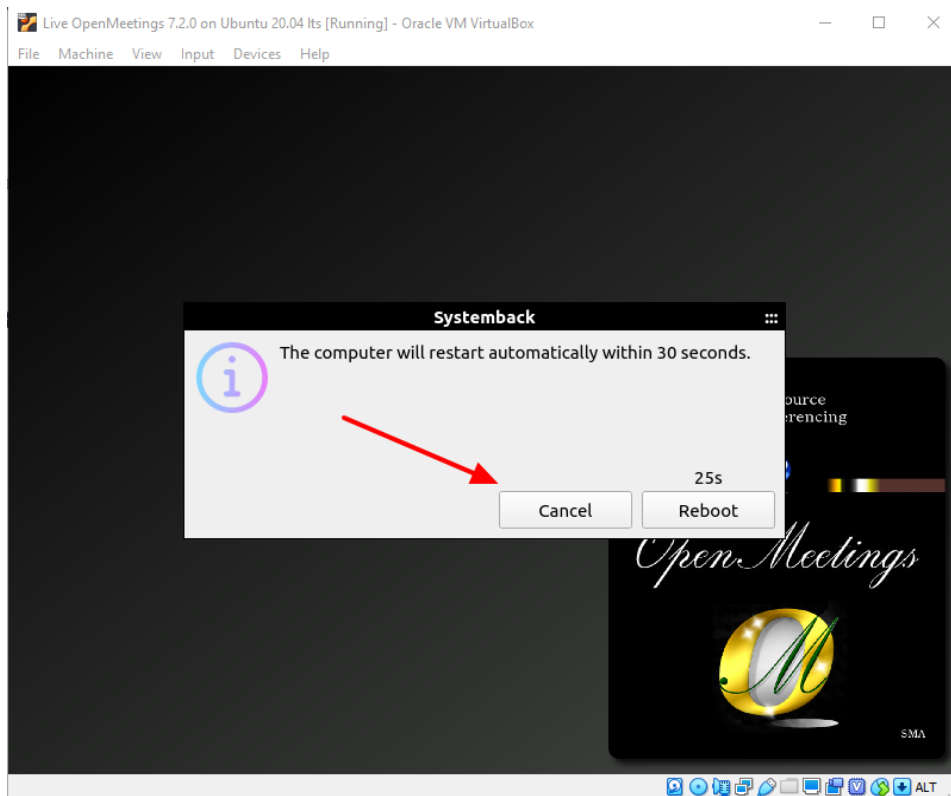 Live OpenMeetings 7.2.0 on Ubuntu 20.04 lts [Running] - Oracle VM VirtualBox
File Machine View Input Devices Help
Systemback
The computer will restart automatically within 30 seconds.
25s
Cancel Reboot
OpenMeetings
M
SMA
ALT